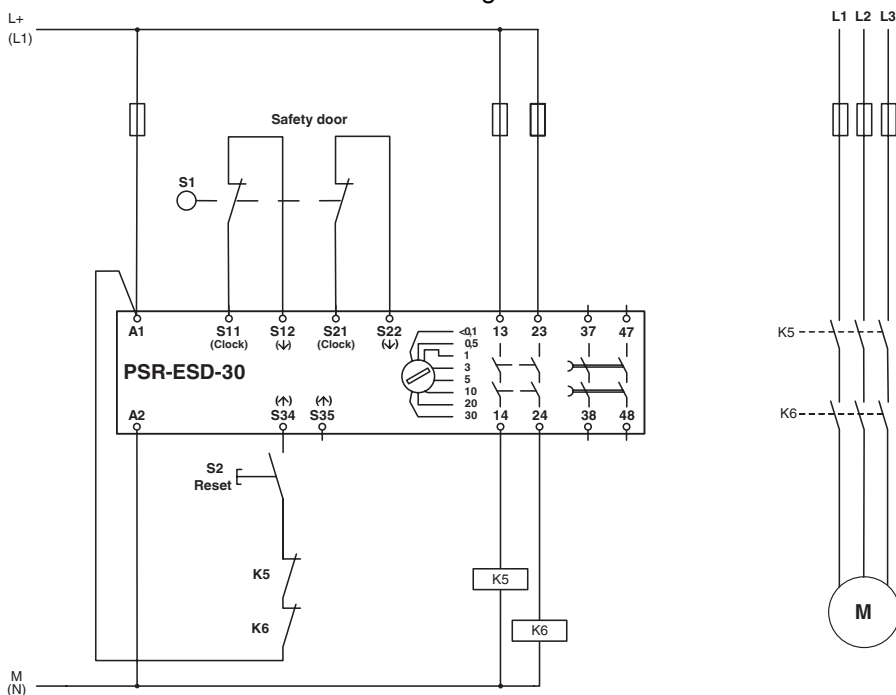 L+
(L1)
L1 L2 L3
Safety door
S1
A1 S11 S12 S21 S22 <0,1 13 23 37 47
(Clock) (↓) (Clock) (↓)
0,5
1
3
5
10
20
30
PSR-ESD-30
(↑) (↑)
A2 S34 S35 14 24 38 48
S2
Reset
K5
K6
K5
K6
K5
K6
M
M
(N)